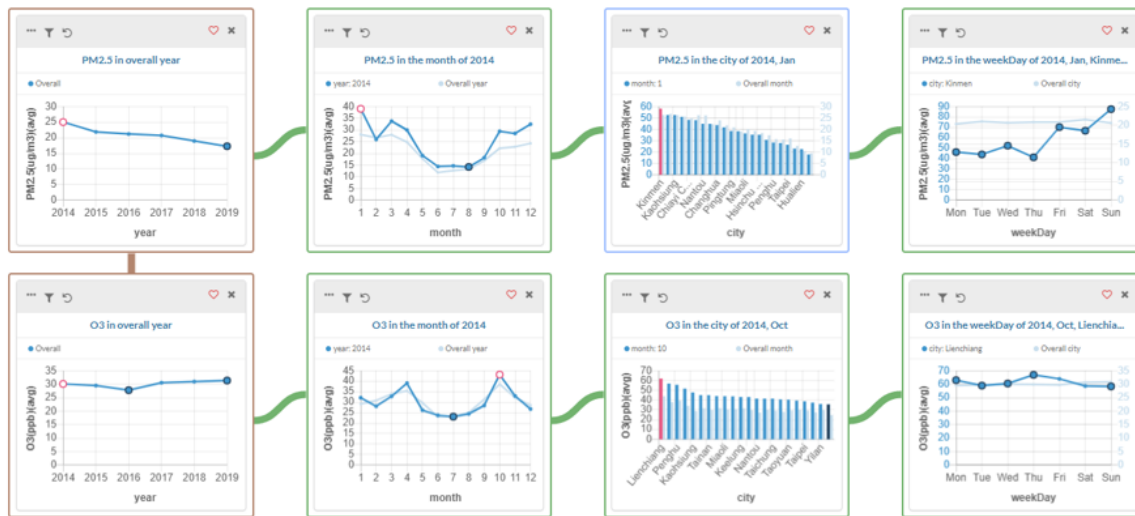 PM2.5 in overall year
Overall
PM2.5(ug/m3)(avg)
30
25
20
15
10
5
0
2014 2015 2016 2017 2018 2019
year
PM2.5 in the month of 2014
year: 2014 Overall year
PM2.5(ug/m3)(avg)
40
35
30
25
20
15
10
5
0
1 2 3 4 5 6 7 8 9 10 11 12
month
PM2.5 in the city of 2014, Jan
month: 1 Overall month
PM2.5(ug/m3)(avg
60 30
50 25
40 20
30 15
20 10
10 5
0 0
Kinmen Kaohsiung Chiayi C... Nantou Changhua Pingtung Miaoli Hsinchu ... Penghu Taipei Hualien
city
PM2.5 in the weekDay of 2014, Jan, Kinme...
city: Kinmen Overall city
PM2.5(ug/m3)(avg)
90 25
80
70 20
60
50 15
40 10
30
20 5
10
0 0
Mon Tue Wed Thu Fri Sat Sun
weekDay
O3 in overall year
Overall
O3(ppb)(avg)
35
30
25
20
15
10
5
0
2014 2015 2016 2017 2018 2019
year
O3 in the month of 2014
year: 2014 Overall year
O3(ppb)(avg)
45
40
35
30
25
20
15
10
5
0
1 2 3 4 5 6 7 8 9 10 11 12
month
O3 in the city of 2014, Oct
month: 10 Overall month
O3(ppb)(avg)
70 70
60 60
50 50
40 40
30 30
20 20
10 10
0 0
Lienchiang Penghu Kaohsiung Tainan Miaoli Keelung Nantou Taichung Taoyuan Taipei Yilan
city
O3 in the weekDay of 2014, Oct, Lienchia...
city: Lienchiang Overall city
O3(ppb)(avg)
70 35
60 30
50 25
40 20
30 15
20 10
10 5
0 0
Mon Tue Wed Thu Fri Sat Sun
weekDay